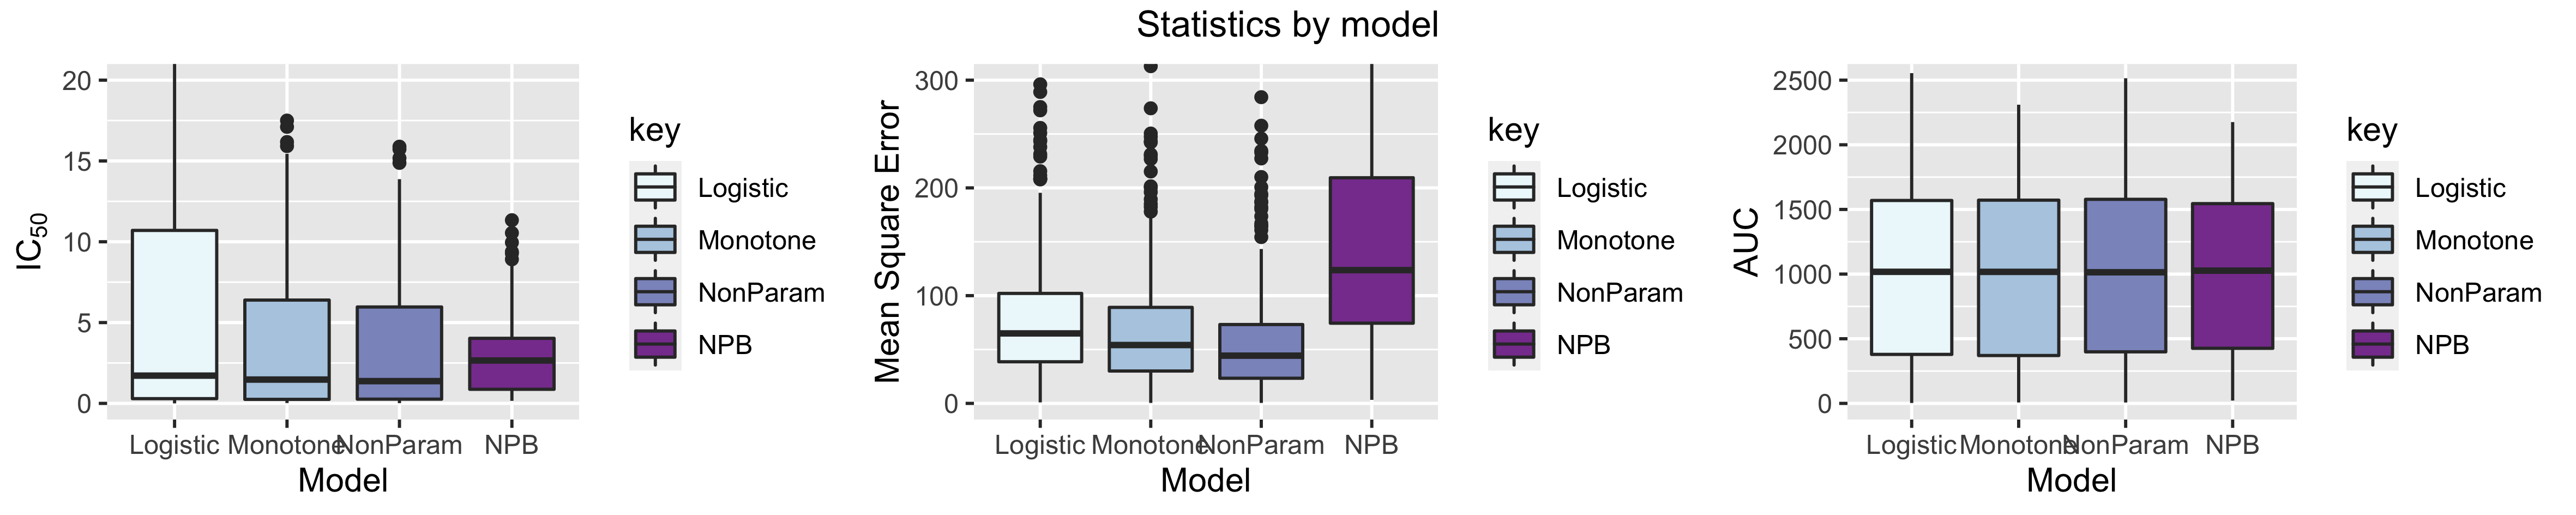 Statistics by model
IC50
20
15
10
5
0
Logistic
Monotone
NonParam
NPB
Model
key
Logistic
Monotone
NonParam
NPB
Mean Square Error
300
200
100
0
Logistic
Monotone
NonParam
NPB
Model
key
Logistic
Monotone
NonParam
NPB
AUC
2500
2000
1500
1000
500
0
Logistic
Monotone
NonParam
NPB
Model
key
Logistic
Monotone
NonParam
NPB